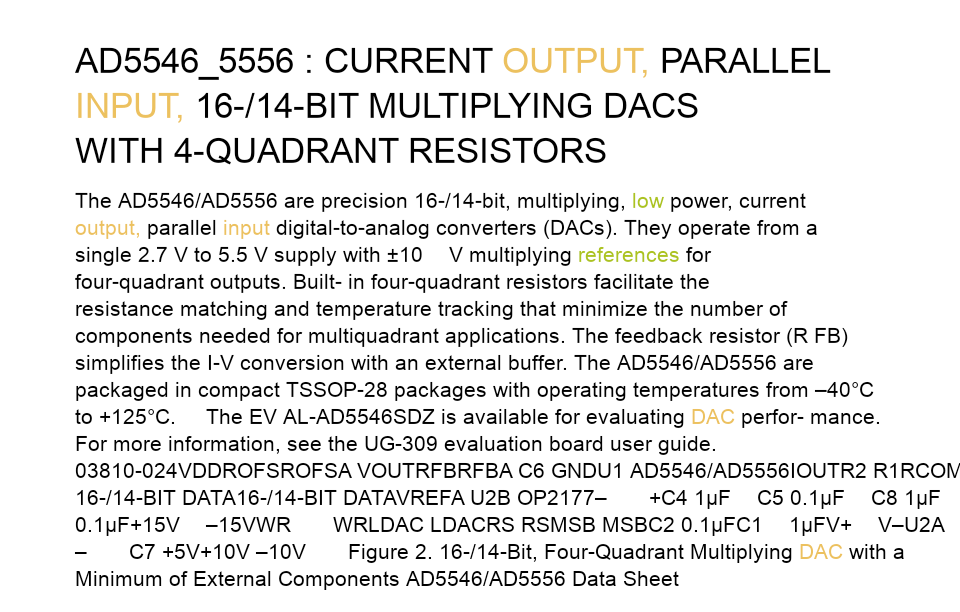 AD5546_5556 : CURRENT OUTPUT, PARALLEL
INPUT, 16-/14-BIT MULTIPLYING DACS
WITH 4-QUADRANT RESISTORS
The AD5546/AD5556 are precision 16-/14-bit, multiplying, low power, current
output, parallel input digital-to-analog converters (DACs). They operate from a
single 2.7 V to 5.5 V supply with ±10 V multiplying references for
four-quadrant outputs. Built- in four-quadrant resistors facilitate the
resistance matching and temperature tracking that minimize the number of
components needed for multiquadrant applications. The feedback resistor (R FB)
simplifies the I-V conversion with an external buffer. The AD5546/AD5556 are
packaged in compact TSSOP-28 packages with operating temperatures from –40°C
to +125°C. The EV AL-AD5546SDZ is available for evaluating DAC perfor- mance.
For more information, see the UG-309 evaluation board user guide.
03810-024VDDROFSROFSA VOUTRFBRFBA C6 GNDU1 AD5546/AD5556IOUTR2 R1RCOM
16-/14-BIT DATA16-/14-BIT DATAVREFA U2B OP2177– +C4 1µF C5 0.1µF C8 1µF
0.1µF+15V –15VWR WRLDAC LDACRS RSMSB MSBC2 0.1µFC1 1µFV+ V–U2A
– C7 +5V+10V –10V Figure 2. 16-/14-Bit, Four-Quadrant Multiplying DAC with a
Minimum of External Components AD5546/AD5556 Data Sheet